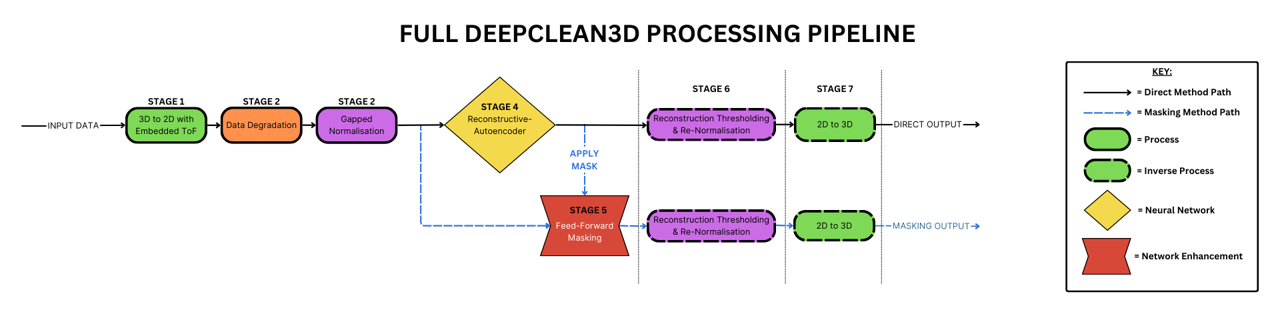 FULL DEEPCLEAN3D PROCESSING PIPELINE
INPUT DATA
STAGE 1
3D to 2D with
Embedded ToF
STAGE 2
Data Degradation
STAGE 2
Gapped
Normalisation
STAGE 4
Reconstructive-
Autoencoder
APPLY
MASK
STAGE 5
Feed-Forward
Masking
STAGE 6
Reconstruction Thresholding
& Re-Normalisation
Reconstruction Thresholding
& Re-Normalisation
STAGE 7
2D to 3D
2D to 3D
DIRECT OUTPUT
MASKING OUTPUT
KEY:
= Direct Method Path
= Masking Method Path
= Process
= Inverse Process
= Neural Network
= Network Enhancement